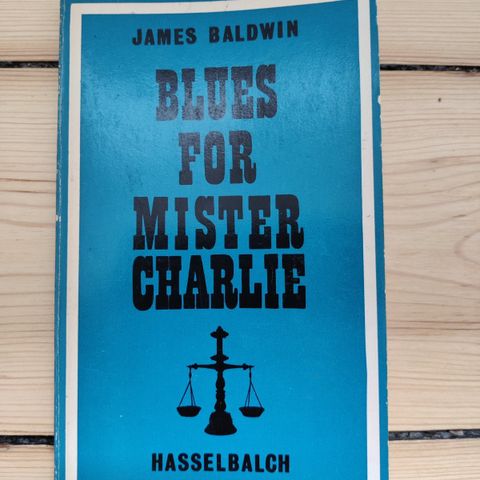 JAMES BALDWIN
BLUES
FOR
MISTER
CHARLIE
HASSELBALCH